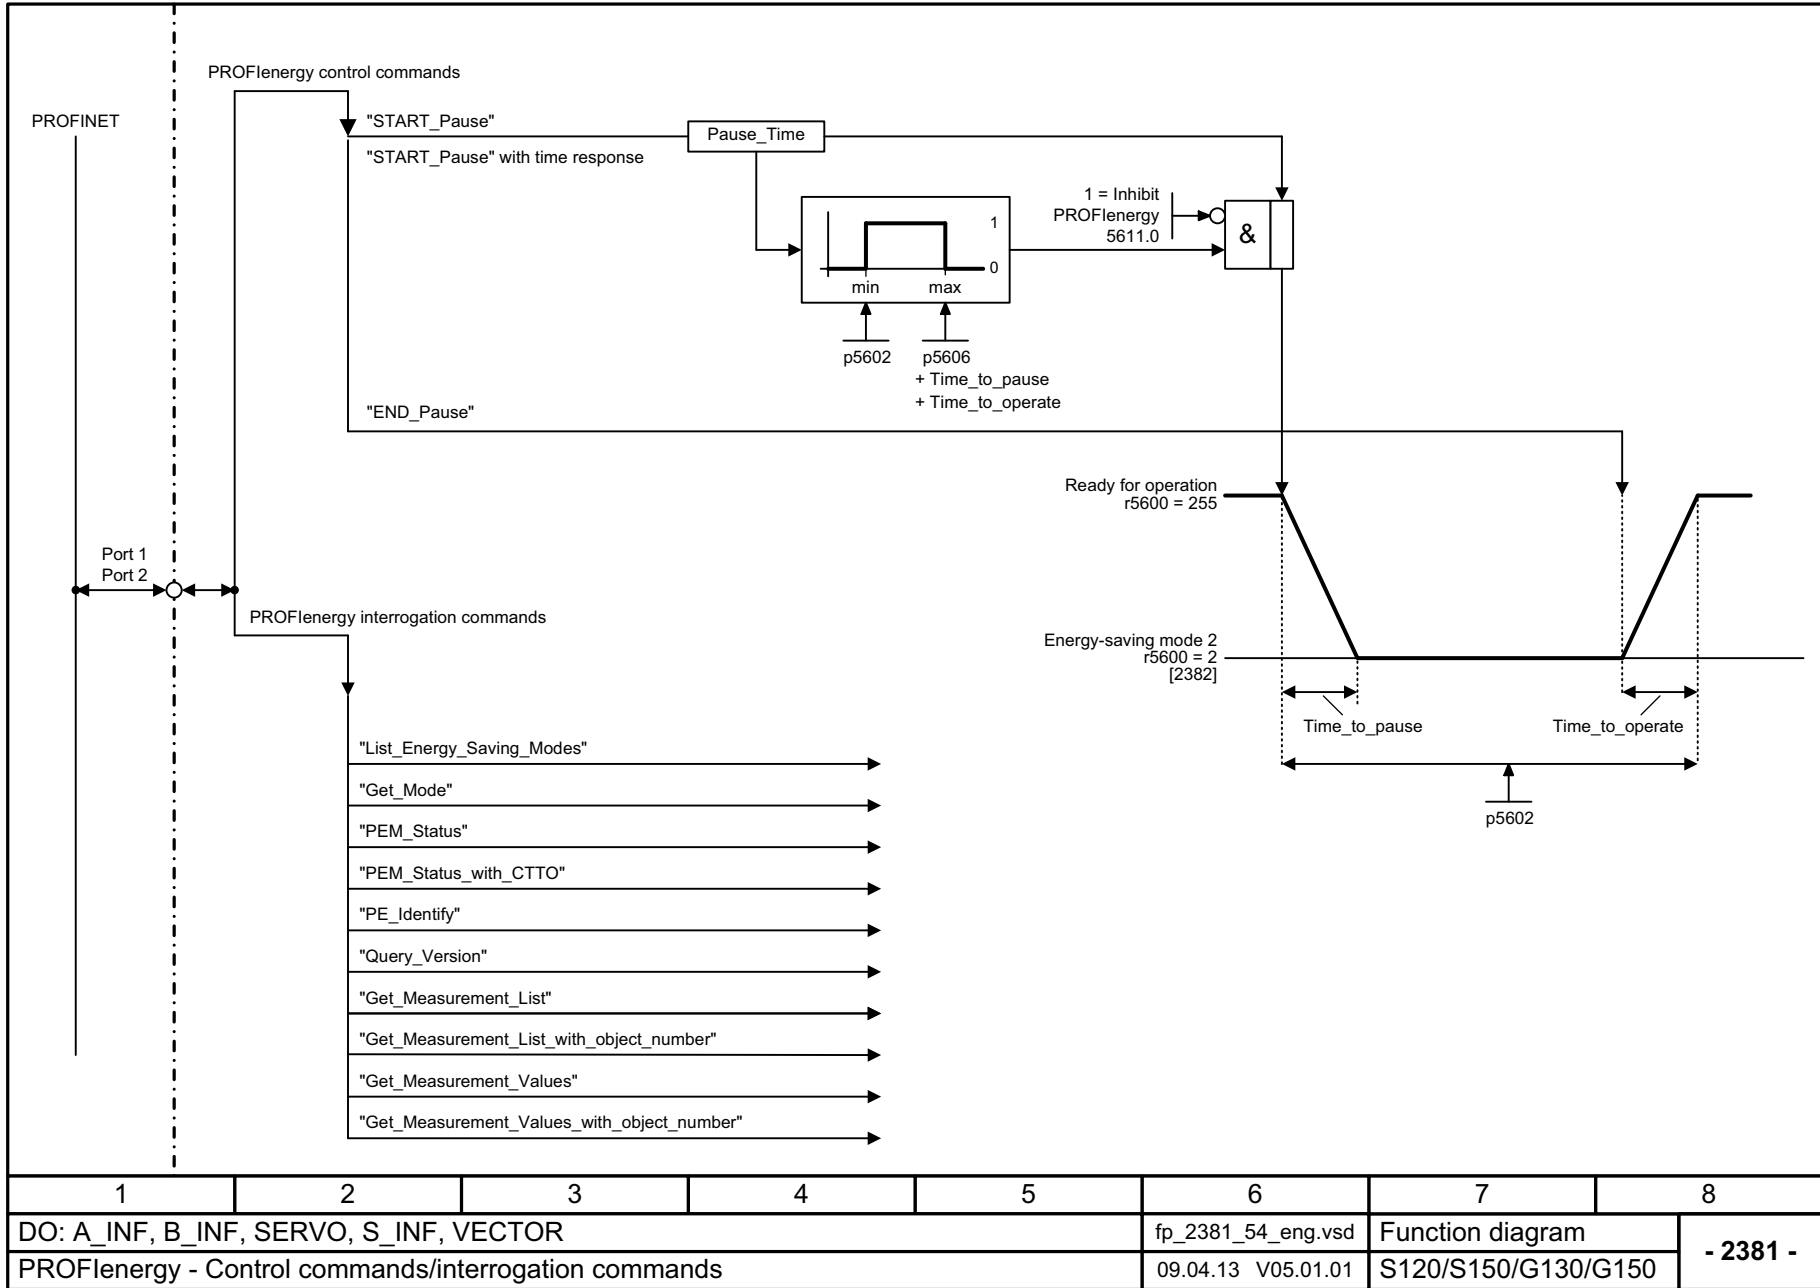 PROFIenergy control commands
PROFINET
"START_Pause"
"START_Pause" with time response
Pause_Time
1 = Inhibit
PROFIenergy
5611.0
&
1
0
min
max
p5602
p5606
+ Time_to_pause
+ Time_to_operate
"END_Pause"
Ready for operation
r5600 = 255
Port 1
Port 2
PROFIenergy interrogation commands
Energy-saving mode 2
r5600 = 2
[2382]
Time_to_pause
Time_to_operate
p5602
"List_Energy_Saving_Modes"
"Get_Mode"
"PEM_Status"
"PEM_Status_with_CTTO"
"PE_Identify"
"Query_Version"
"Get_Measurement_List"
"Get_Measurement_List_with_object_number"
"Get_Measurement_Values"
"Get_Measurement_Values_with_object_number"
1 2 3 4 5 6 7 8
DO: A_INF, B_INF, SERVO, S_INF, VECTOR
fp_2381_54_eng.vsd
Function diagram
PROFIenergy - Control commands/interrogation commands
09.04.13 V05.01.01
S120/S150/G130/G150
- 2381 -